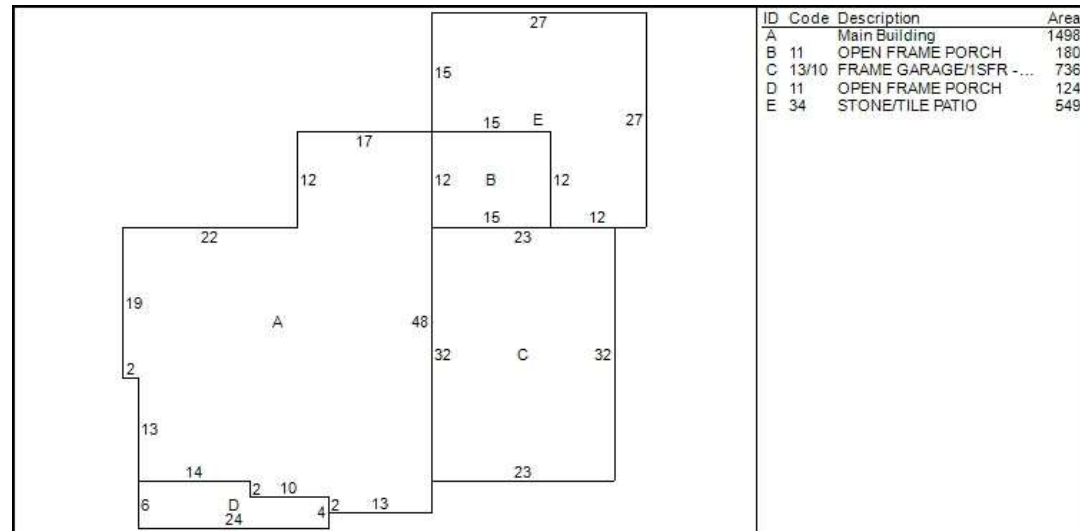 27
15
15 E
27
17
12
12 B 12
15 12
22
23
19
A
48
32 C 32
2
13
14
23
2 10
6 D 4 2 13
24
ID Code Description Area
A Main Building 1498
B 11 OPEN FRAME PORCH 180
C 13/10 FRAME GARAGE/1SFR -... 736
D 11 OPEN FRAME PORCH 124
E 34 STONE/TILE PATIO 549